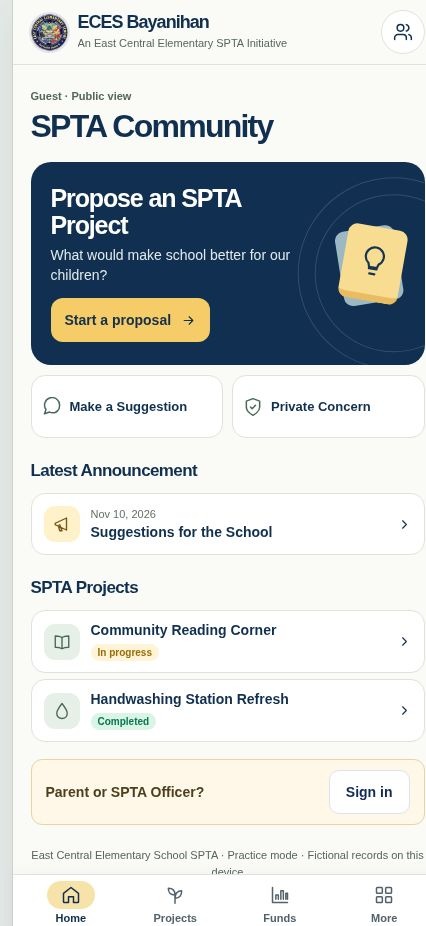 ECES Bayanihan
An East Central Elementary SPTA Initiative
Guest · Public view
SPTA Community
Propose an SPTA
Project
What would make school better for our
children?
Start a proposal →
Make a Suggestion
Private Concern
Latest Announcement
Nov 10, 2026
Suggestions for the School
SPTA Projects
Community Reading Corner
In progress
Handwashing Station Refresh
Completed
Parent or SPTA Officer?
Sign in
East Central Elementary School SPTA · Practice mode · Fictional records on this
device
Home
Projects
Funds
More